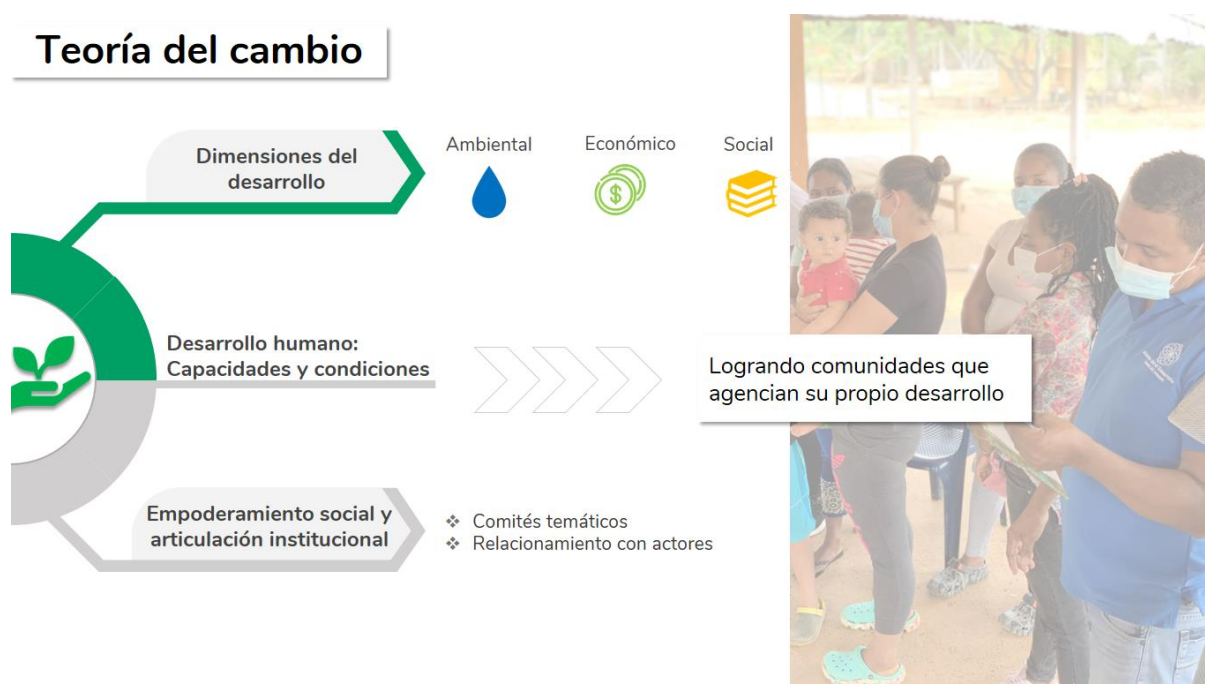 Teoría del cambio
Dimensiones del
desarrollo
Ambiental
Económico
Social
$
Desarrollo humano:
Capacidades y condiciones
Logrando comunidades que
agencian su propio desarrollo
Empoderamiento social y
articulación institucional
❖ Comités temáticos
❖ Relacionamiento con actores